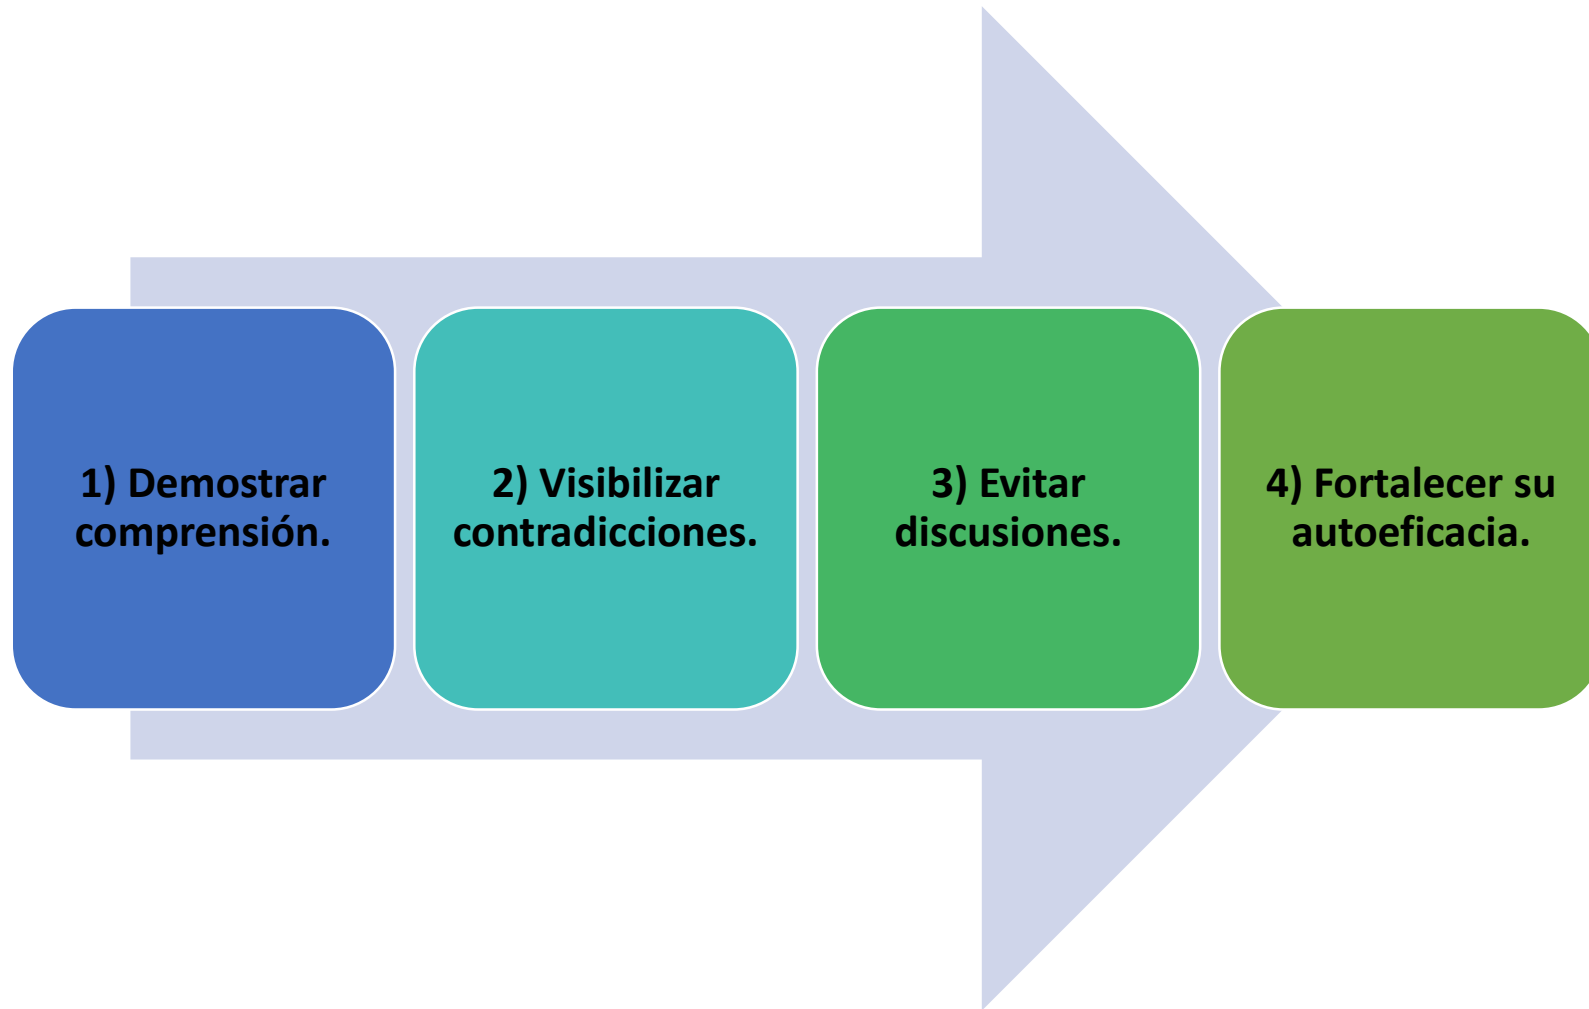 1) Demostrar
comprensión.
2) Visibilizar
contradicciones.
3) Evitar
discusiones.
4) Fortalecer su
autoeficacia.